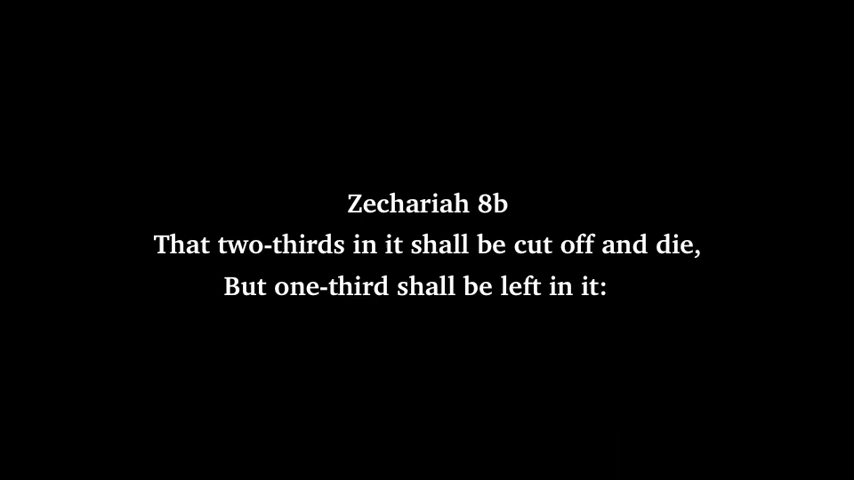 Zechariah 8b
That two-thirds in it shall be cut off and die,
But one-third shall be left in it: